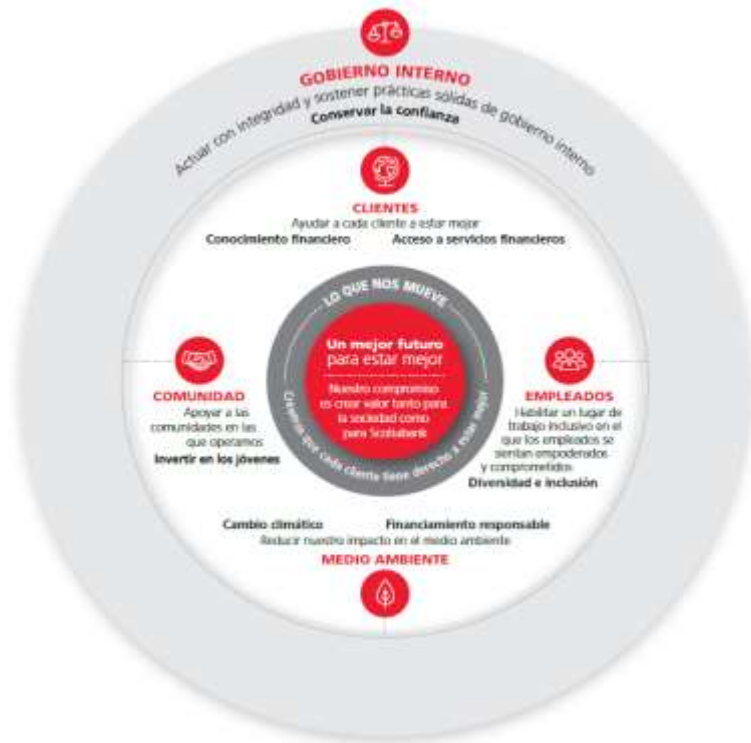 GOBIERNO INTERNO
Actuar con integridad y sostener prácticas sólidas de gobierno interno
Conservar la confianza
CLIENTES
Ayudar a cada cliente a estar mejor
Conocimiento financiero Acceso a servicios financieros
LO QUE NOS MUEVE
Un mejor futuro
para estar mejor
Nuestro compromiso
es crear valor tanto para
la sociedad como
para Scotiabank
Creemos que cada cliente tiene derecho a estar mejor
COMUNIDAD
Apoyar a las
comunidades en las
que operamos
Invertir en los jóvenes
EMPLEADOS
Habilitar un lugar de
trabajo inclusivo en el
que los empleados se
sientan empoderados
y comprometidos
Diversidad e inclusión
Cambio climático Financiamiento responsable
Reducir nuestro impacto en el medio ambiente
MEDIO AMBIENTE